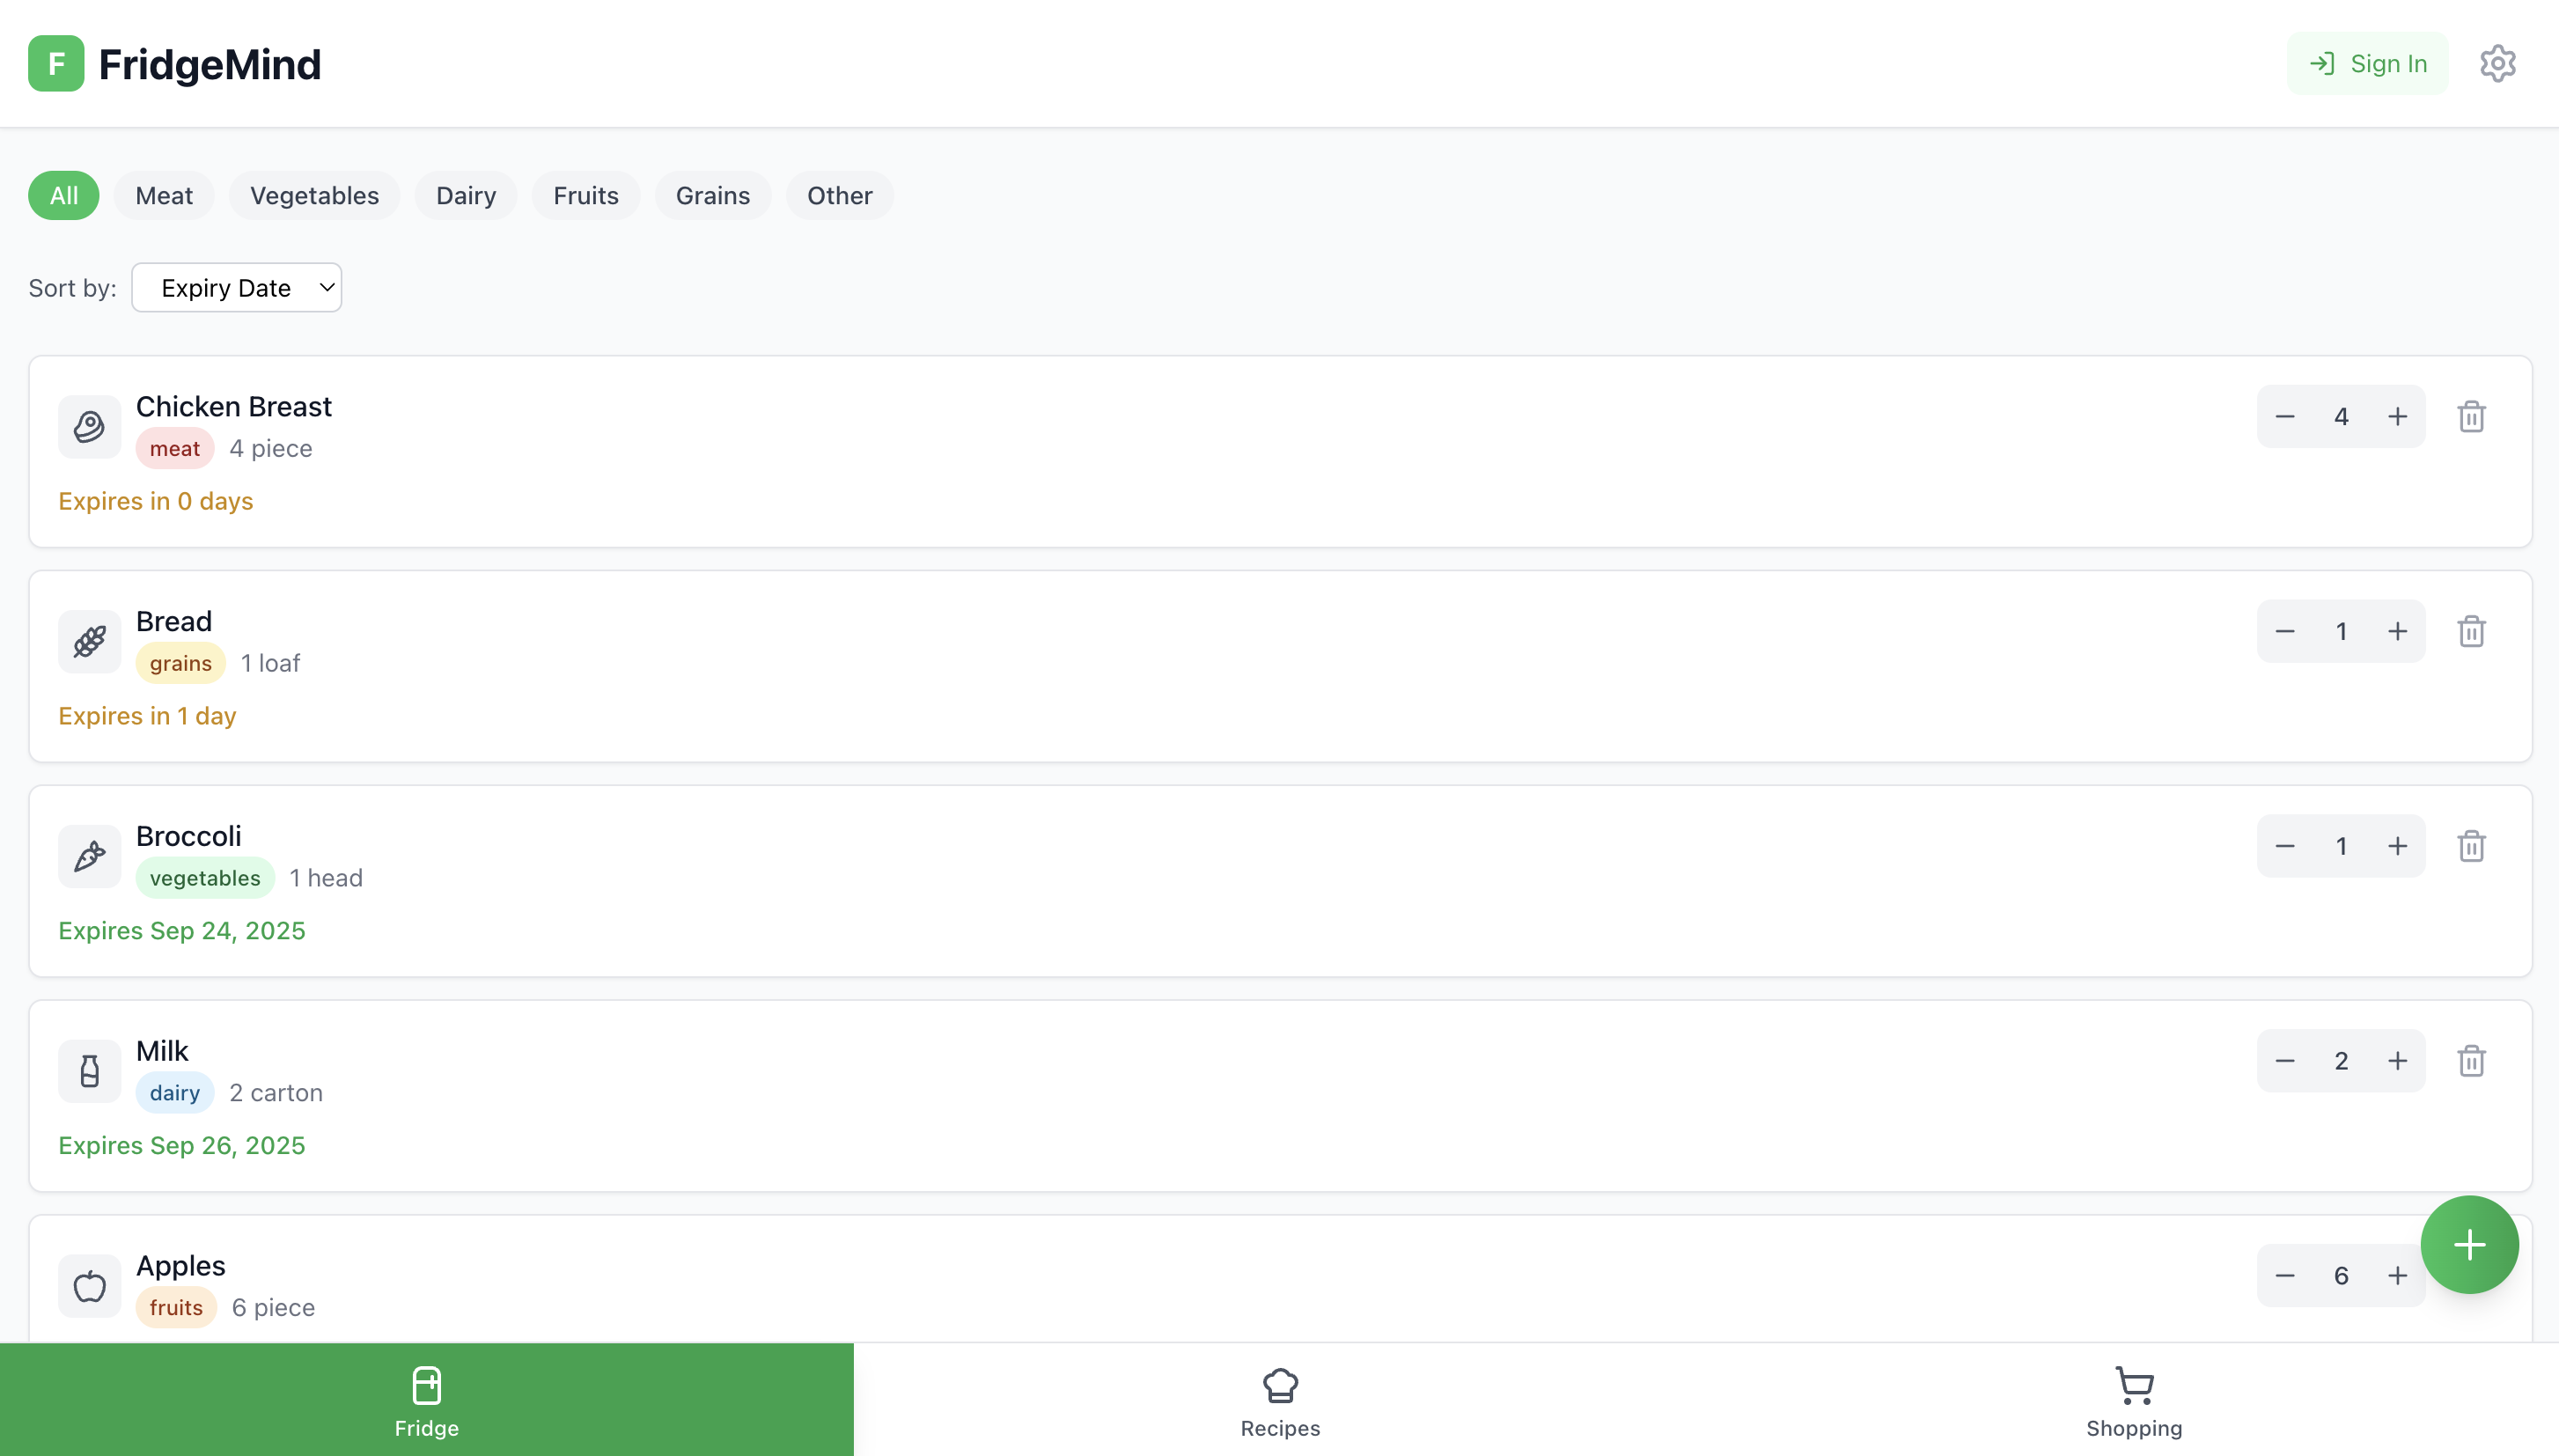 F FridgeMind
Sign In
All Meat Vegetables Dairy Fruits Grains Other
Sort by: Expiry Date
Chicken Breast
meat 4 piece
4
Expires in 0 days
Bread
grains 1 loaf
1
Expires in 1 day
Broccoli
vegetables 1 head
1
Expires Sep 24, 2025
Milk
dairy 2 carton
2
Expires Sep 26, 2025
Apples
fruits 6 piece
6
Fridge Recipes Shopping